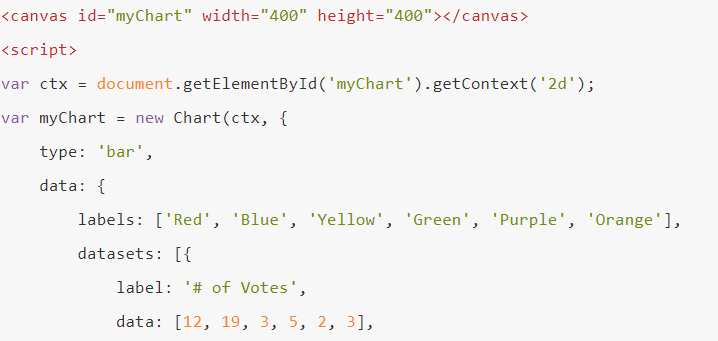 <canvas id="myChart" width="400" height="400"></canvas>
<script>
var ctx = document.getElementById('myChart').getContext('2d');
var myChart = new Chart(ctx, {
    type: 'bar',
    data: {
        labels: ['Red', 'Blue', 'Yellow', 'Green', 'Purple', 'Orange'],
        datasets: [{
            label: '# of Votes',
            data: [12, 19, 3, 5, 2, 3],